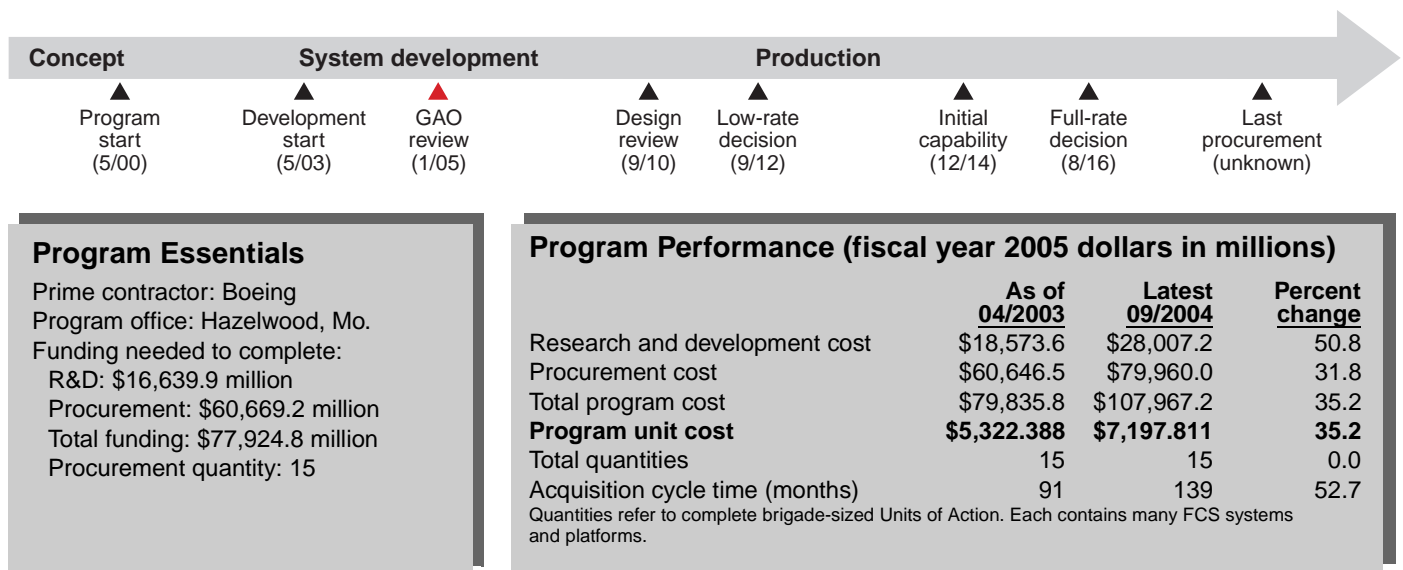 Concept System development Production
Program start (5/00)
Development start (5/03)
GAO review (1/05)
Design review (9/10)
Low-rate decision (9/12)
Initial capability (12/14)
Full-rate decision (8/16)
Last procurement (unknown)
Program Essentials
Prime contractor: Boeing
Program office: Hazelwood, Mo.
Funding needed to complete:
R&D: $16,639.9 million
Procurement: $60,669.2 million
Total funding: $77,924.8 million
Procurement quantity: 15
Program Performance (fiscal year 2005 dollars in millions)
As of Latest Percent
04/2003 09/2004 change
Research and development cost $18,573.6 $28,007.2 50.8
Procurement cost $60,646.5 $79,960.0 31.8
Total program cost $79,835.8 $107,967.2 35.2
Program unit cost $5,322.388 $7,197.811 35.2
Total quantities 15 15 0.0
Acquisition cycle time (months) 91 139 52.7
Quantities refer to complete brigade-sized Units of Action. Each contains many FCS systems
and platforms.